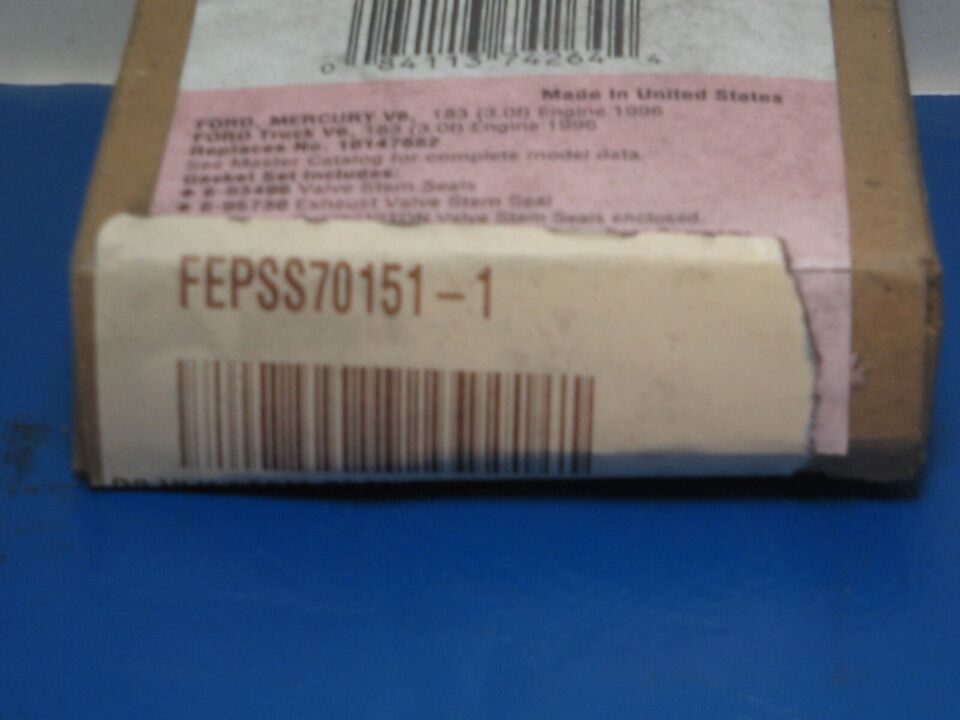 0 84113 74264 4
Made In United States
FORD, MERCURY V6, 183 (3.0ℓ) Engine 1996
FORD Truck V6, 183 (3.0ℓ) Engine 1996
Replaces No. 10147682
See Master Catalog for complete model data.
Gasket Set Includes:
Valve Stem Seals
Exhaust Valve Stem Seal
Valve Stem Seals enclosed.
FEPSS70151-1